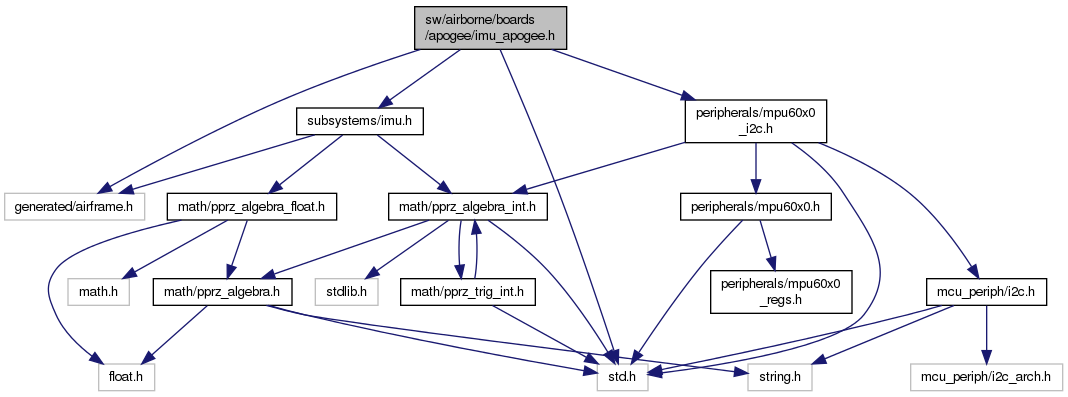 sw/airborne/boards
/apogee/imu_apogee.h
peripherals/mpu60x0
_i2c.h
subsystems/imu.h
generated/airframe.h
math/pprz_algebra_float.h
math/pprz_algebra_int.h
peripherals/mpu60x0.h
math.h
math/pprz_algebra.h
stdlib.h
math/pprz_trig_int.h
peripherals/mpu60x0
_regs.h
mcu_periph/i2c.h
float.h
std.h
string.h
mcu_periph/i2c_arch.h